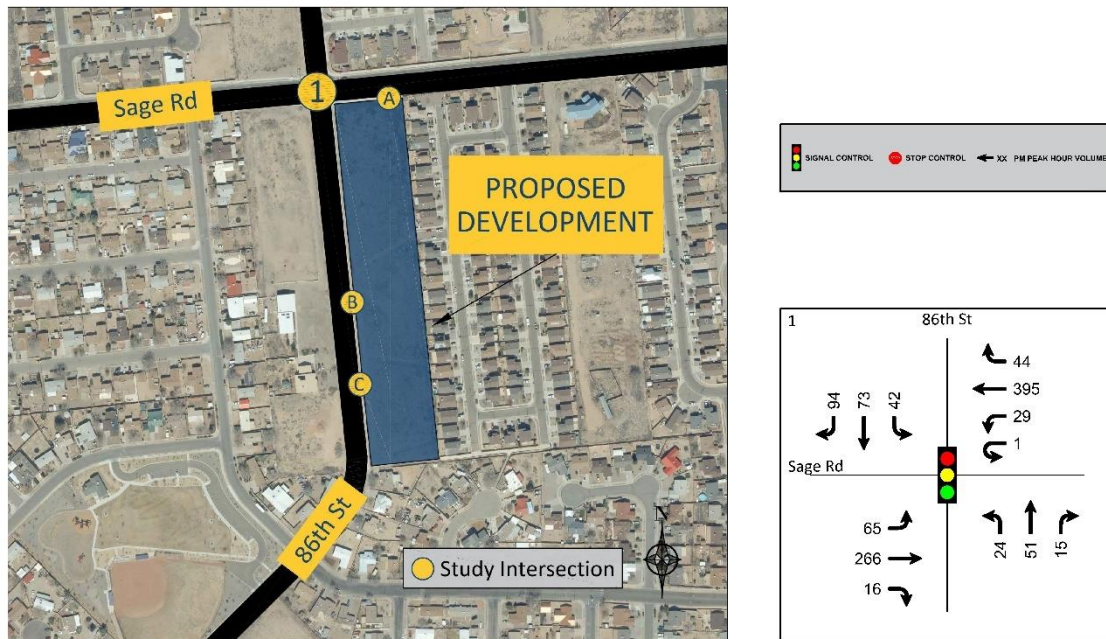 1
A
Sage Rd
PROPOSED
DEVELOPMENT
B
C
86th St
N
Study Intersection
SIGNAL CONTROL STOP CONTROL XX PM PEAK HOUR VOLUME
1
86th St
94 73 42
44
395
29
1
Sage Rd
65
266
16
24 51 15